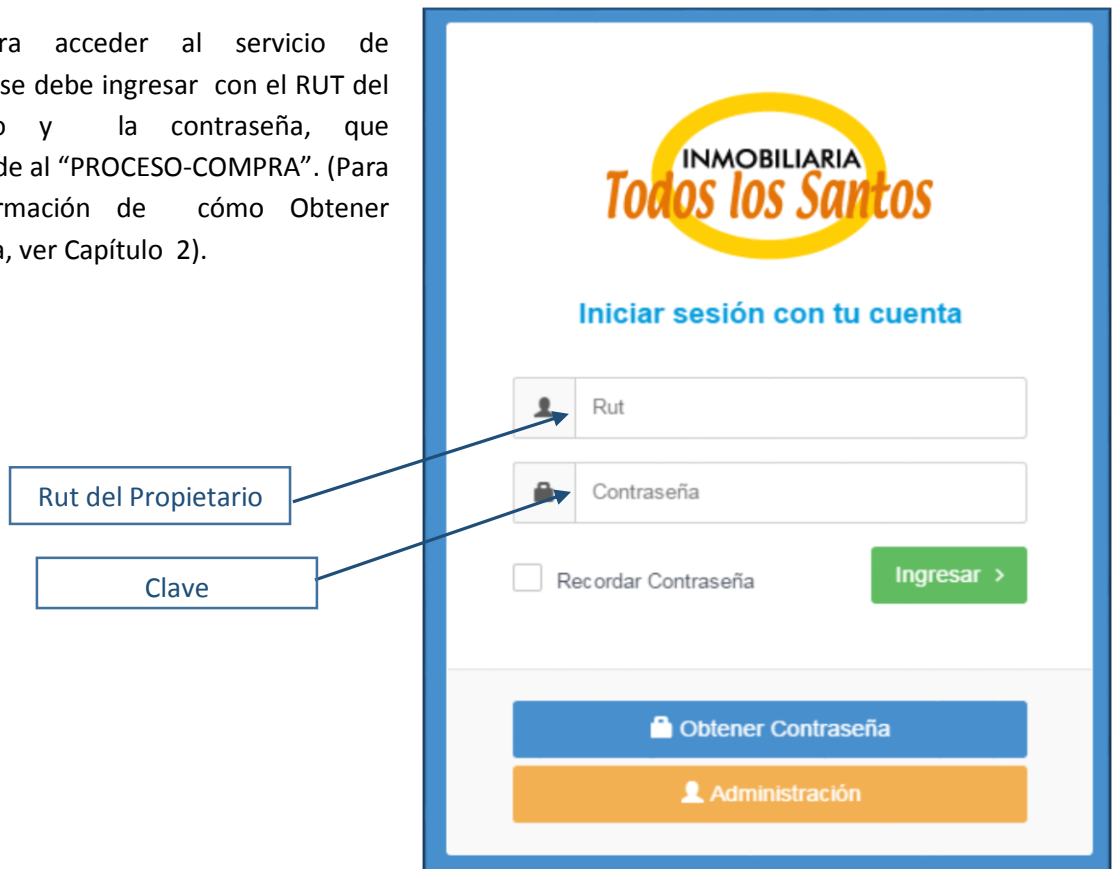 ra acceder al servicio de
se debe ingresar con el RUT del
o y la contraseña, que
de al “PROCESO-COMPRA”. (Para
rmación de cómo Obtener
a, ver Capítulo 2).
INMOBILIARIA
Todos los Santos
Iniciar sesión con tu cuenta
Rut
Rut del Propietario
Contraseña
Clave
Recordar Contraseña
Ingresar >
Obtener Contraseña
Administración